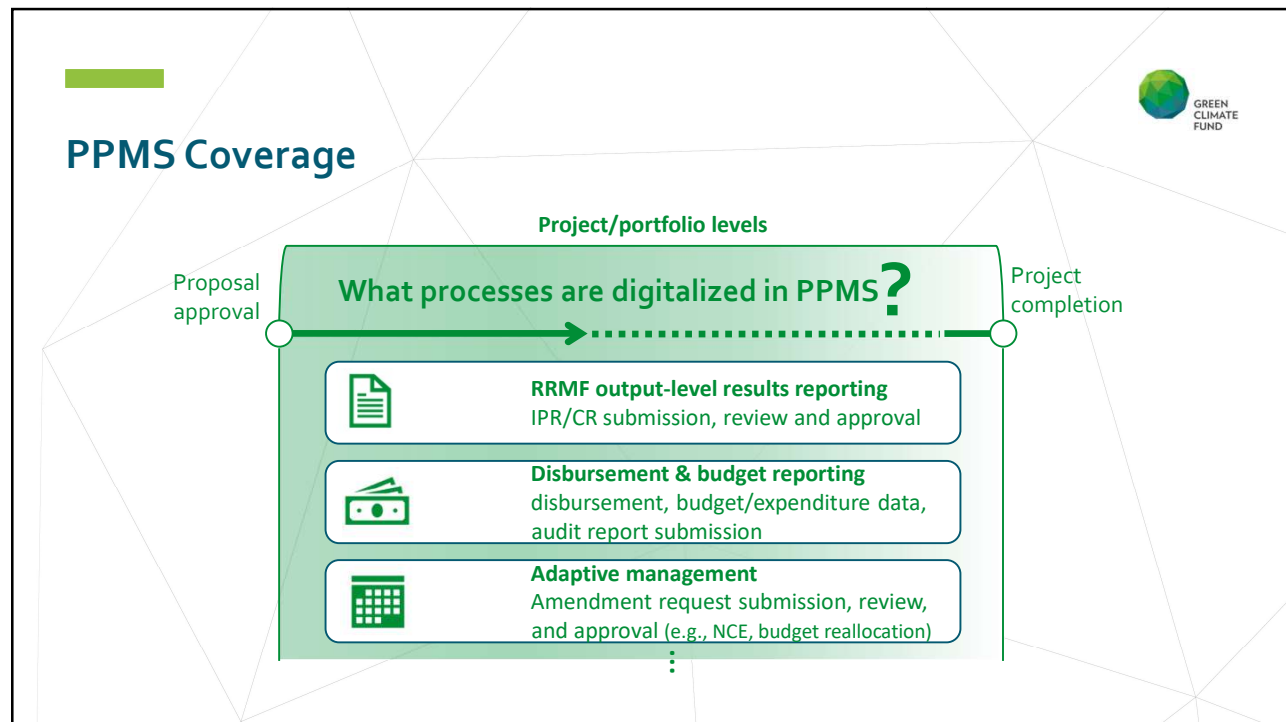 GREEN
CLIMATE
FUND
PPMS Coverage
Project/portfolio levels
Proposal
approval
What processes are digitalized in PPMS?
Project
completion
RRMF output-level results reporting
IPR/CR submission, review and approval
Disbursement & budget reporting
disbursement, budget/expenditure data,
audit report submission
Adaptive management
Amendment request submission, review,
and approval (e.g., NCE, budget reallocation)